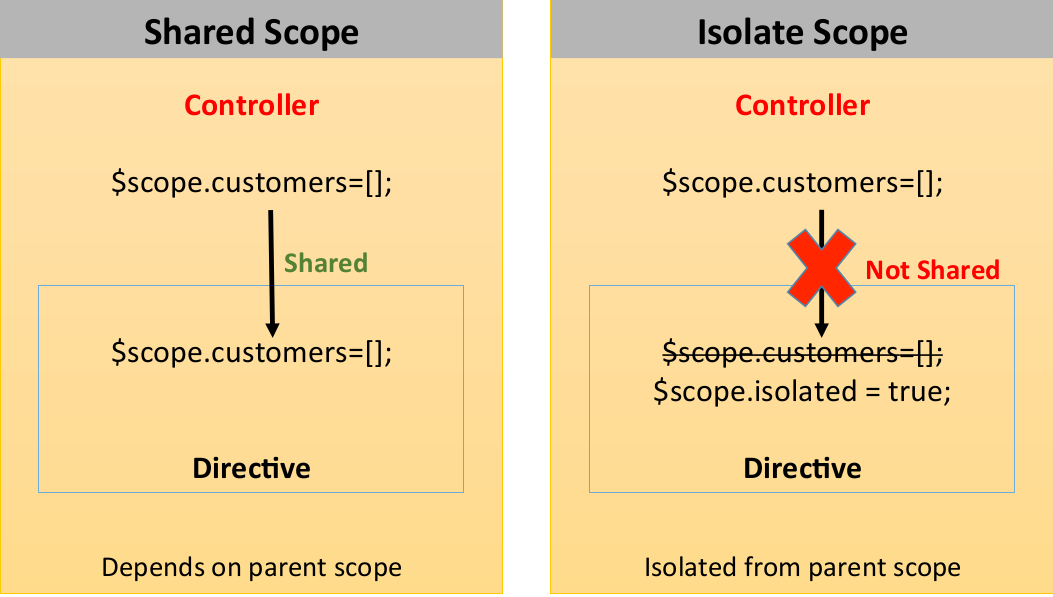 Shared Scope
Controller
$scope.customers=[];
Shared
$scope.customers=[];
Directive
Depends on parent scope
Isolate Scope
Controller
$scope.customers=[];
Not Shared
$scope.customers=[];
$scope.isolated = true;
Directive
Isolated from parent scope